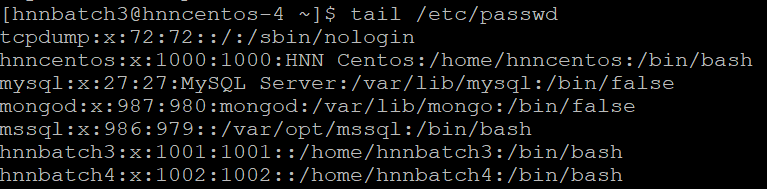 [hnnbatch3@hnncentos-4 ~]$ tail /etc/passwd
tcpdump:x:72:72::/:/sbin/nologin
hnncentos:x:1000:1000:HNN Centos:/home/hnncentos:/bin/bash
mysql:x:27:27:MySQL Server:/var/lib/mysql:/bin/false
mongod:x:987:980:mongod:/var/lib/mongo:/bin/false
mssql:x:986:979::/var/opt/mssql:/bin/bash
hnnbatch3:x:1001:1001::/home/hnnbatch3:/bin/bash
hnnbatch4:x:1002:1002::/home/hnnbatch4:/bin/bash